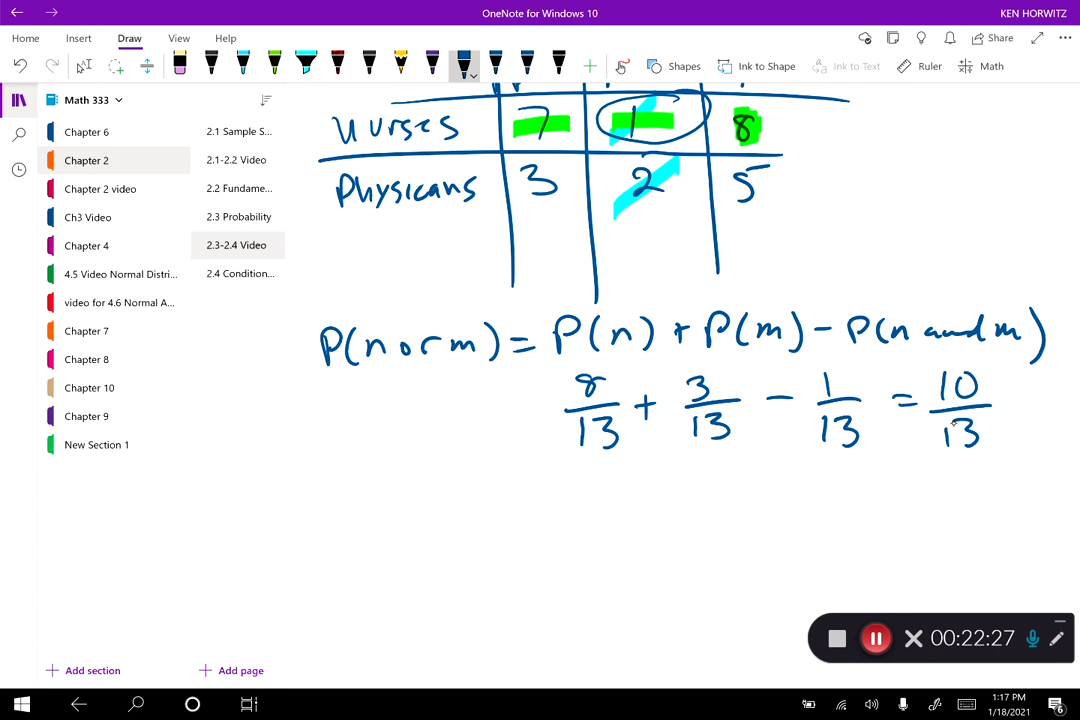 OneNote for Windows 10
KEN HORWITZ
Home Insert Draw View Help
Share
Shapes Ink to Shape Ink to Text Ruler Math
Math 333
Chapter 6
Chapter 2
Chapter 2 video
Ch3 Video
Chapter 4
4.5 Video Normal Distri...
video for 4.6 Normal A...
Chapter 7
Chapter 8
Chapter 10
Chapter 9
New Section 1
2.1 Sample S...
2.1-2.2 Video
2.2 Fundame...
2.3 Probability
2.3-2.4 Video
2.4 Condition...
Nurses 7 1 8
Physicans 3 2 5
P(n or m) = P(n) + P(m) - P(n and m)
8/13 + 3/13 - 1/13 = 10/13
00:22:27
Add section
Add page
1:17 PM
1/18/2021
6